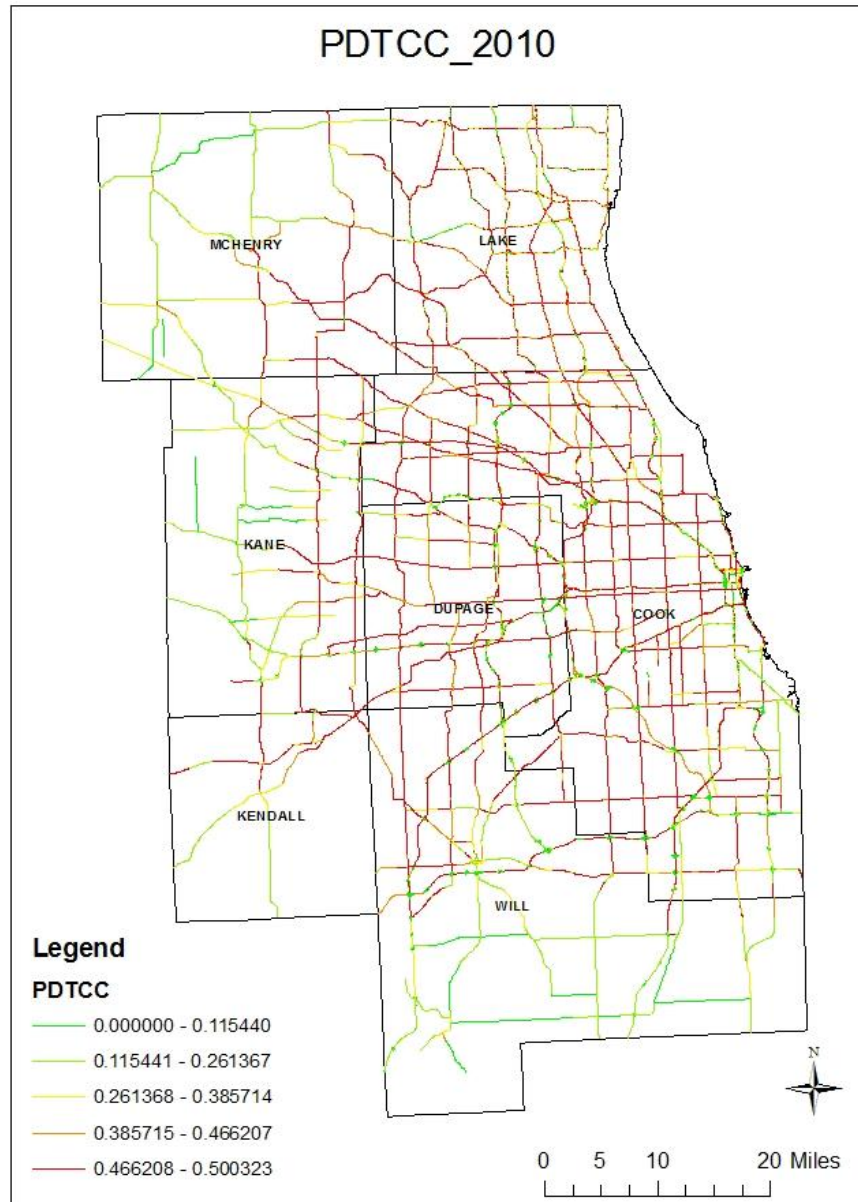 PDTCC_2010
MCHENRY
LAKE
KANE
DUPAGE
COOK
KENDALL
WILL
Legend
PDTCC
0.000000 - 0.115440
0.115441 - 0.261367
0.261368 - 0.385714
0.385715 - 0.466207
0.466208 - 0.500323
N
0 5 10 20 Miles